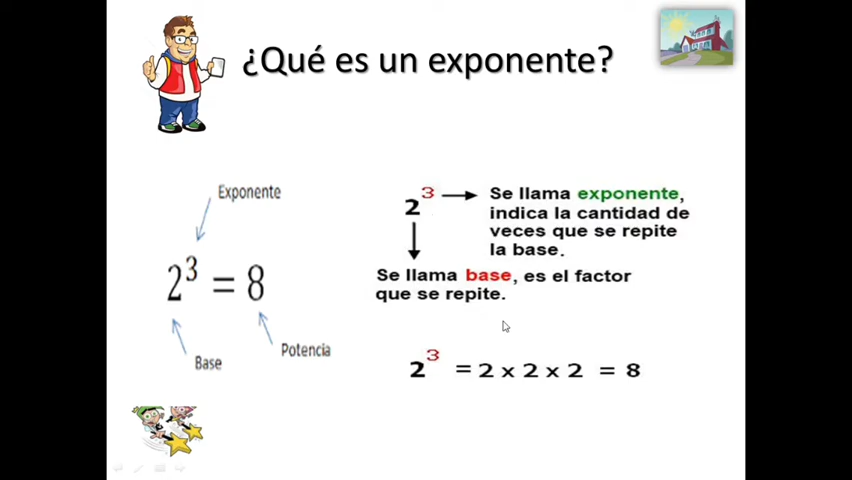 ¿Qué es un exponente?
Exponente
2³ = 8
Base
Potencia
2³
Se llama exponente,
indica la cantidad de
veces que se repite
la base.
Se llama base, es el factor
que se repite.
2³ = 2 x 2 x 2 = 8